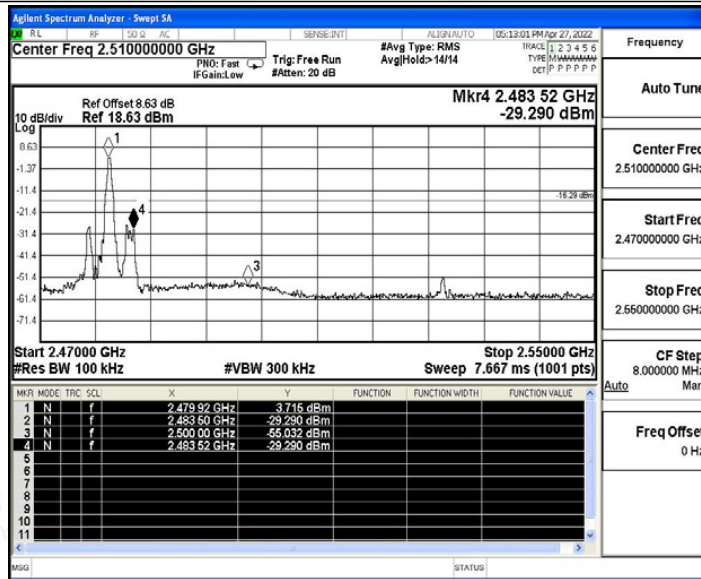 Agilent Spectrum Analyzer - Swept SA
RL RF 50 Ω AC SENSE:INT ALIGN AUTO 05:13:01 PM Apr 27, 2022
Center Freq 2.510000000 GHz #Avg Type: RMS TRACE 1 2 3 4 5 6
PNO: Fast Trig: Free Run Avg|Hold:>14/14 TYPE MWWWWW
IFGain:Low #Atten: 20 dB DET P P P P P P
Mkr4 2.483 52 GHz
-29.290 dBm
Ref Offset 8.63 dB
10 dB/div Ref 18.63 dBm
Log
8.63
-1.37
-11.4
-21.4
-31.4
-41.4
-51.4
-61.4
-71.4
1
4
3
-16.29 dBm
Start 2.47000 GHz Stop 2.55000 GHz
#Res BW 100 kHz #VBW 300 kHz Sweep 7.667 ms (1001 pts)
MKR MODE TRC SCL X Y FUNCTION FUNCTION WIDTH FUNCTION VALUE
1 N f 2.479 92 GHz 3.715 dBm
2 N f 2.483 50 GHz -29.290 dBm
3 N f 2.500 00 GHz -55.032 dBm
4 N f 2.483 52 GHz -29.290 dBm
5
6
7
8
9
10
11
MSG STATUS
Frequency
Auto Tune
Center Freq
2.510000000 GHz
Start Freq
2.470000000 GHz
Stop Freq
2.550000000 GHz
CF Step
8.000000 MHz
Auto Man
Freq Offset
0 Hz